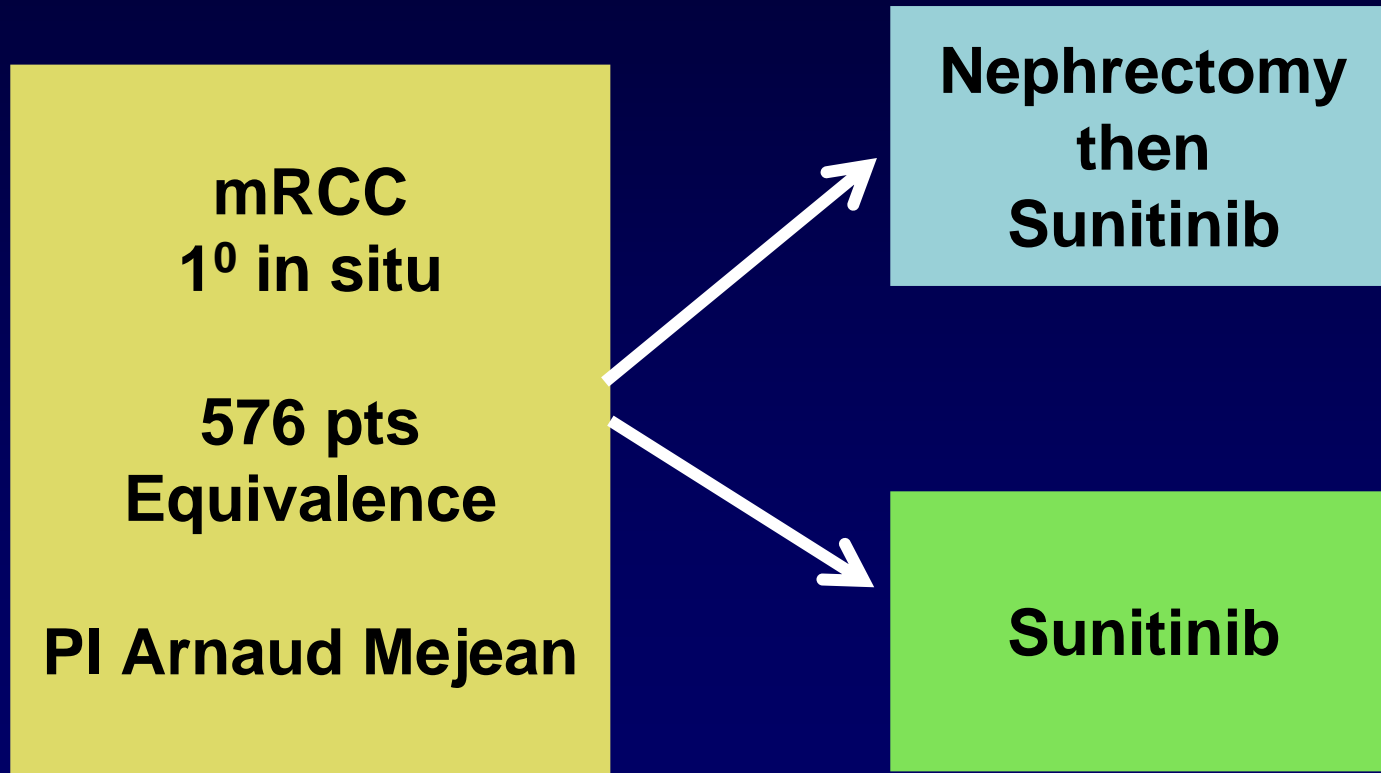 mRCC
1⁰ in situ
576 pts
Equivalence
PI Arnaud Mejean
Nephrectomy
then
Sunitinib
Sunitinib